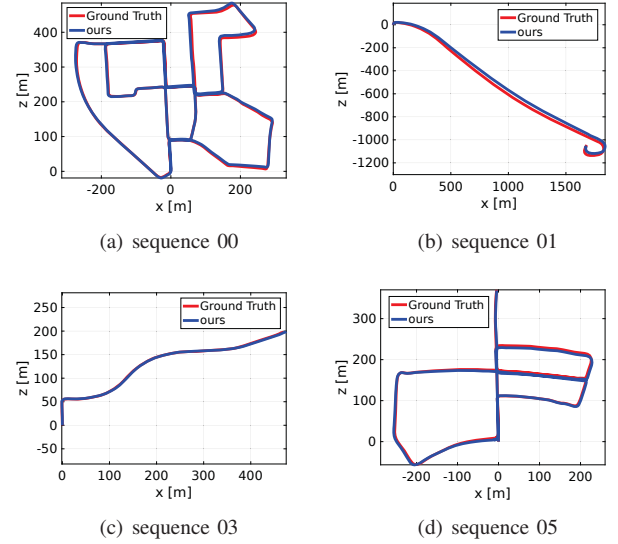 Ground Truth
ours
400
300
200
100
0
-200
0
200
z [m]
x [m]
(a) sequence 00
Ground Truth
ours
0
-200
-400
-600
-800
-1000
-1200
0
500
1000
1500
z [m]
x [m]
(b) sequence 01
Ground Truth
ours
250
200
150
100
50
0
-50
0
100
200
300
400
z [m]
x [m]
(c) sequence 03
Ground Truth
ours
300
200
100
0
-200
-100
0
100
200
z [m]
x [m]
(d) sequence 05